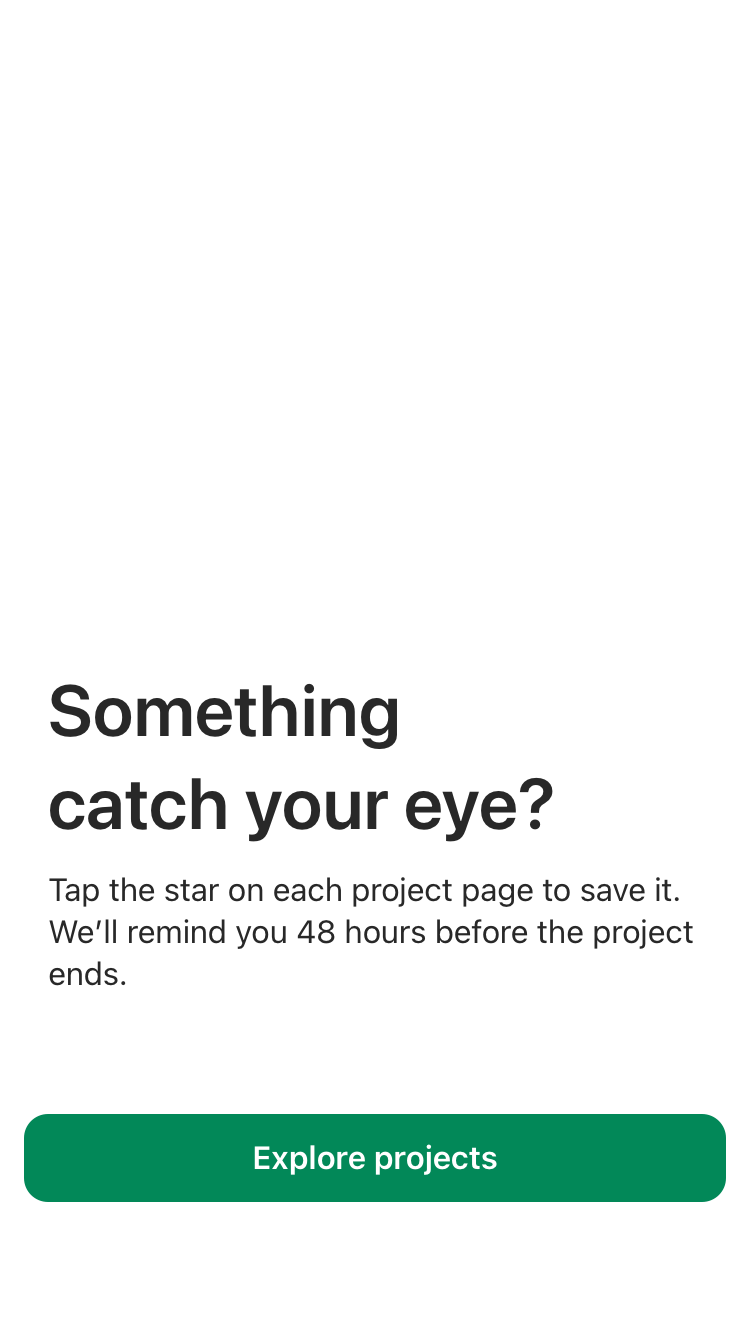 Something
catch your eye?
Tap the star on each project page to save it.
We’ll remind you 48 hours before the project
ends.
Explore projects